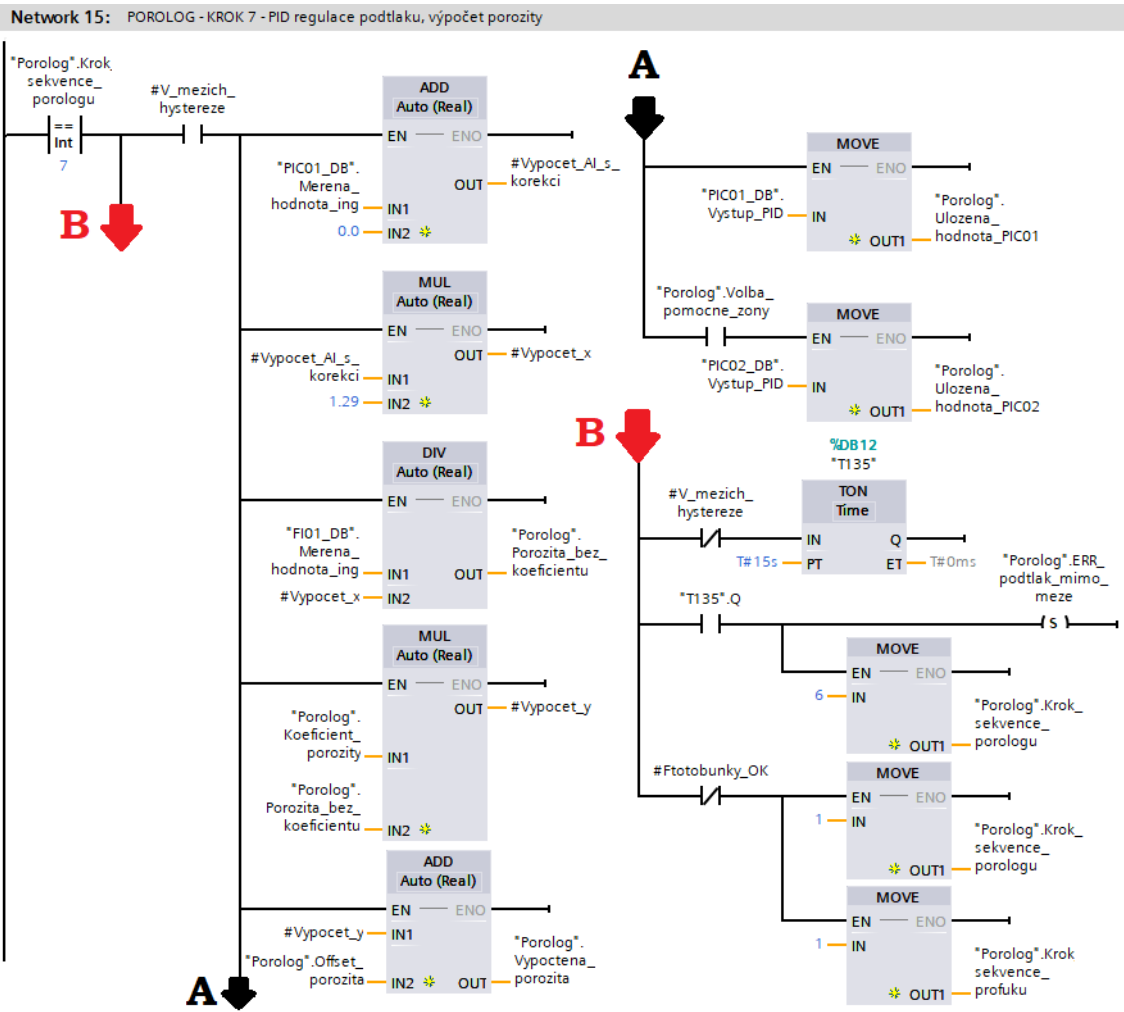 Network 15: POROLOG - KROK 7 - PID regulace podtlaku, výpočet porozity
"Porolog".Krok_
sekvence_
porologu
==
Int
7
B
#V_mezich_
hystereze
ADD
Auto (Real)
EN ENO
"PIC01_DB".
Merena_
hodnota_ing
IN1
0.0
IN2
OUT
#Vypocet_AI_s_
korekci
MUL
Auto (Real)
EN ENO
#Vypocet_AI_s_
korekci
IN1
1.29
IN2
OUT
#Vypocet_x
DIV
Auto (Real)
EN ENO
"FI01_DB".
Merena_
hodnota_ing
IN1
#Vypocet_x
IN2
OUT
"Porolog".
Porozita_bez_
koeficientu
MUL
Auto (Real)
EN ENO
"Porolog".
Koeficient_
porozity
IN1
"Porolog".
Porozita_bez_
koeficientu
IN2
OUT
#Vypocet_y
ADD
Auto (Real)
EN ENO
#Vypocet_y
IN1
"Porolog".Offset_
porozita
IN2
OUT
"Porolog".
Vypoctena_
porozita
A
A
MOVE
EN ENO
"PIC01_DB".
Vystup_PID
IN
OUT1
"Porolog".
Ulozena_
hodnota_PIC01
"Porolog".Volba_
pomocne_zony
MOVE
EN ENO
"PIC02_DB".
Vystup_PID
IN
OUT1
"Porolog".
Ulozena_
hodnota_PIC02
B
#V_mezich_
hystereze
%DB12
"T135"
TON
Time
IN Q
T#15s
PT ET
T#0ms
"T135".Q
"Porolog".ERR_
podtlak_mimo_
meze
S
MOVE
EN ENO
6
IN
OUT1
"Porolog".Krok_
sekvence_
porologu
#Ftotobunky_OK
MOVE
EN ENO
1
IN
OUT1
"Porolog".Krok_
sekvence_
porologu
MOVE
EN ENO
1
IN
OUT1
"Porolog".Krok
sekvence_
profuku